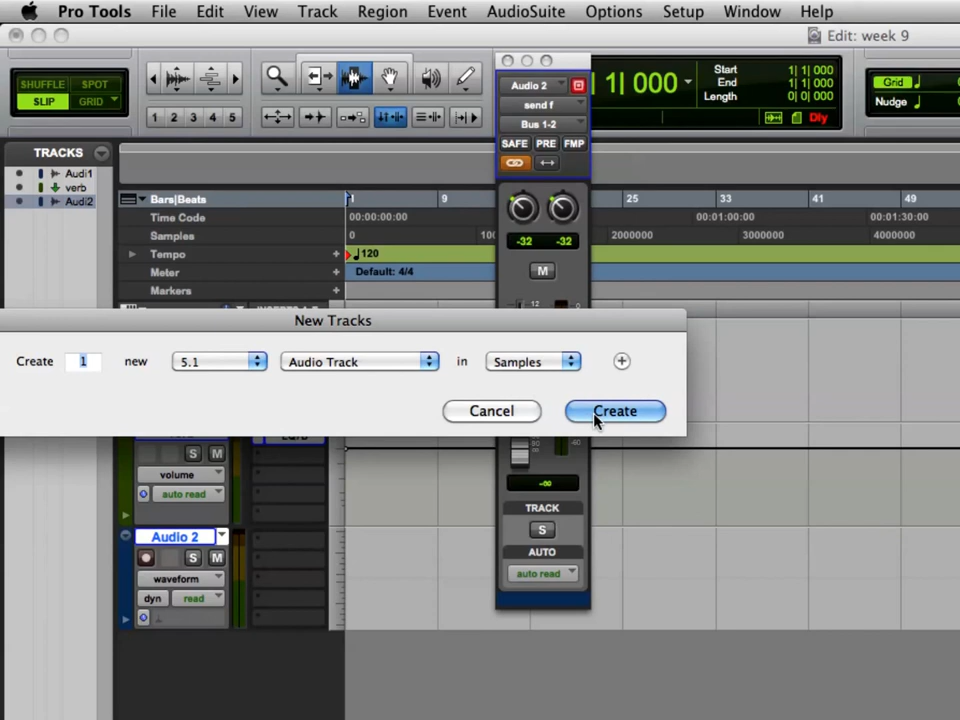 Pro Tools File Edit View Track Region Event AudioSuite Options Setup Window Help
Edit: week 9
SHUFFLE SPOT
SLIP GRID
1 2 3 4 5
Audio 2
send f
Bus 1-2
SAFE PRE FMP
1| 1| 000
Start 1| 1| 000
End 1| 1| 000
Length 0| 0| 000
Dly
Grid
Nudge
TRACKS
Audi1
verb
Audi2
Bars|Beats 1 9 25 33 41 49
Time Code 00:00:00:00 00:01:00:00 00:01:30:00
Samples 0 2000000 3000000 4000000
Tempo 120
Meter Default: 4/4
Markers
-32 -32
M
12 0
New Tracks
Create 1 new 5.1 Audio Track in Samples
Cancel Create
S M
volume
auto read
-∞
TRACK
S
AUTO
auto read
Audio 2
S M
waveform
dyn read